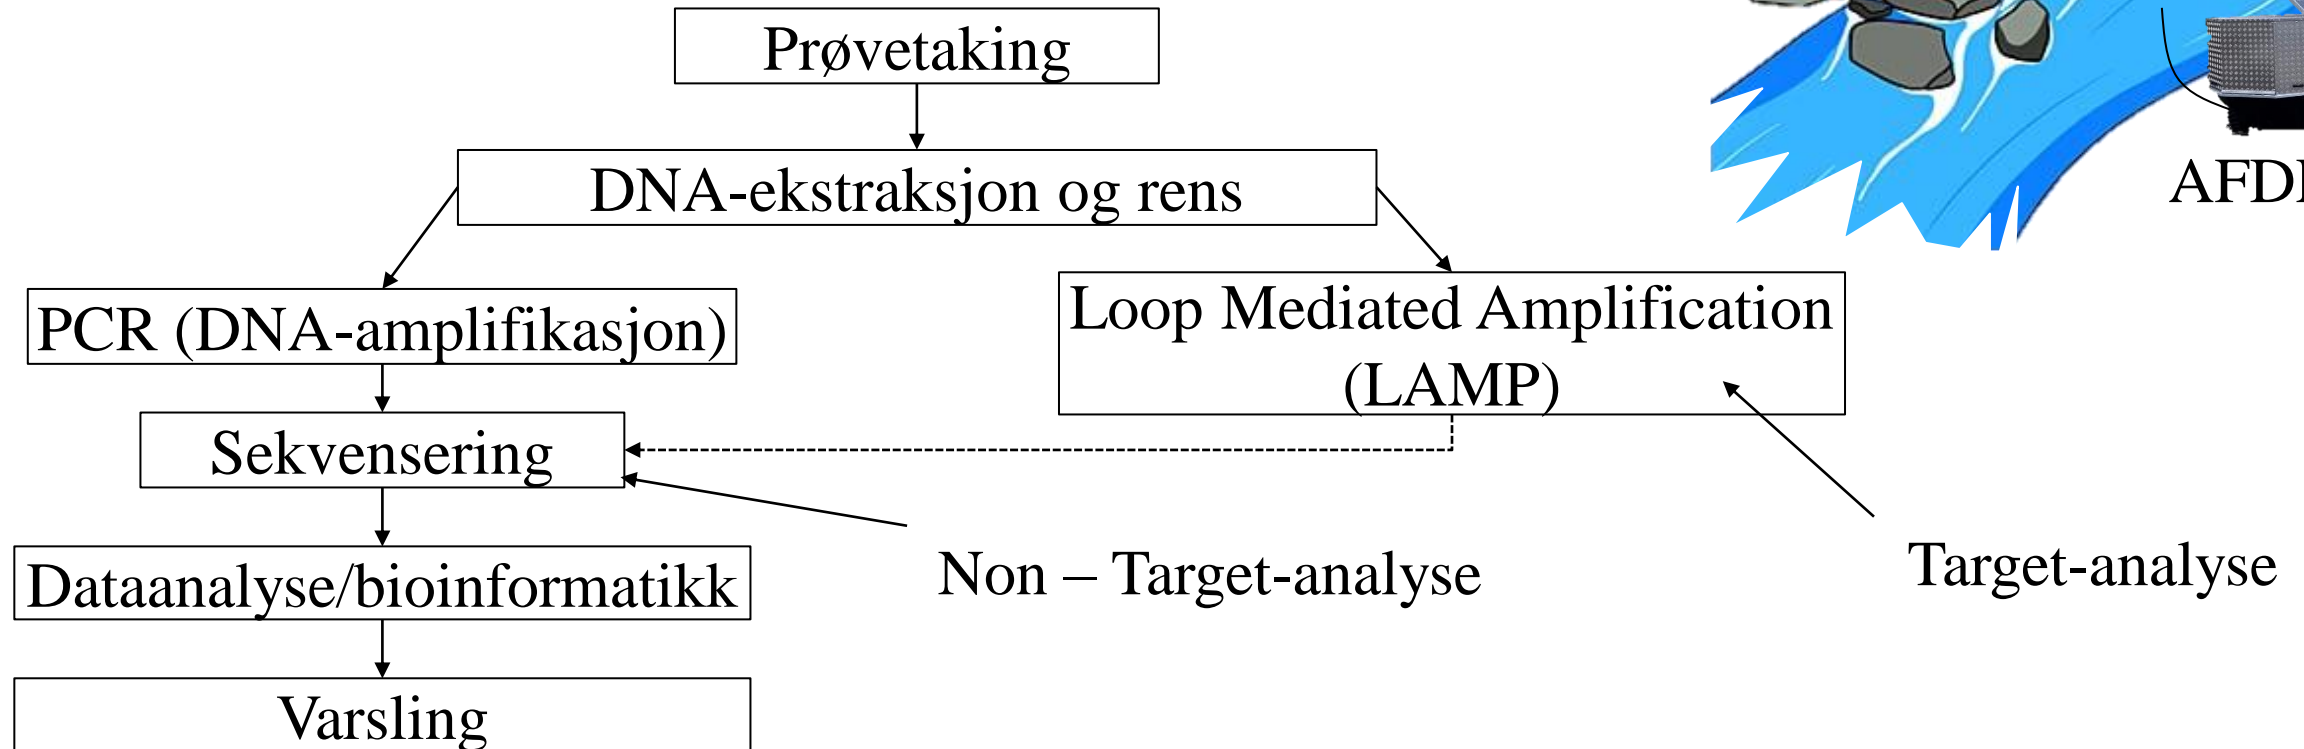 Prøvetaking
DNA-ekstraksjon og rens
PCR (DNA-amplifikasjon)
Loop Mediated Amplification
(LAMP)
Sekvensering
Dataanalyse/bioinformatikk
Non – Target-analyse
Target-analyse
Varsling